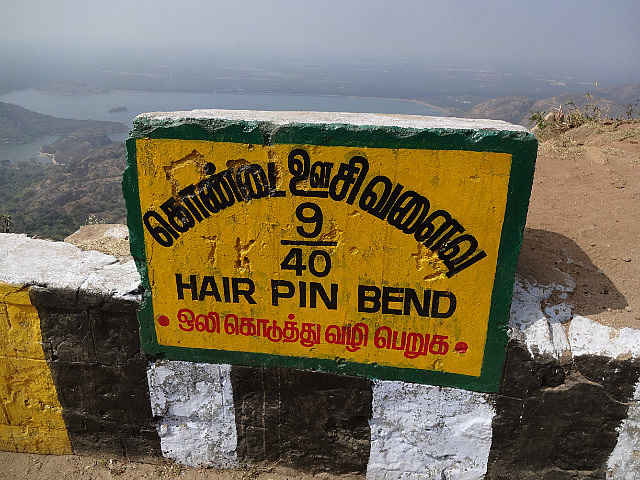 கொண்டை ஊசி வளைவு
9
40
HAIR PIN BEND
• ஒலி கொடுத்து வழி பெறுக •